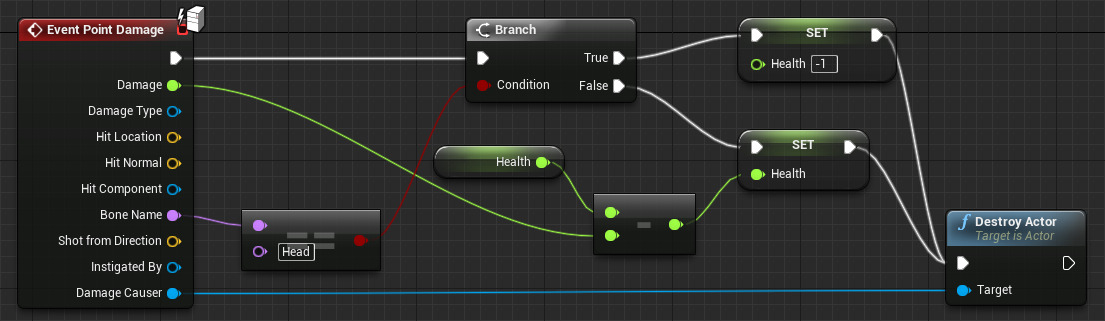 Event Point Damage
Damage
Damage Type
Hit Location
Hit Normal
Hit Component
Bone Name
Shot from Direction
Instigated By
Damage Causer
==
Head
Branch
True
Condition
False
Health
-
SET
Health -1
SET
Health
f Destroy Actor
Target is Actor
Target